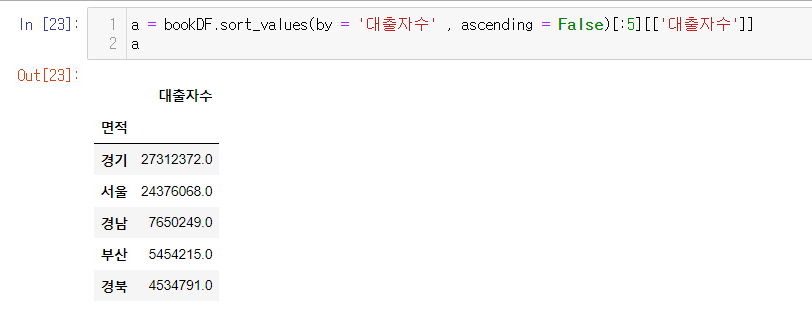 In [23]:
1 a = bookDF.sort_values(by = '대출자수' , ascending = False)[:5][['대출자수']]
2 a
Out[23]:
대출자수
면적
경기 27312372.0
서울 24376068.0
경남 7650249.0
부산 5454215.0
경북 4534791.0